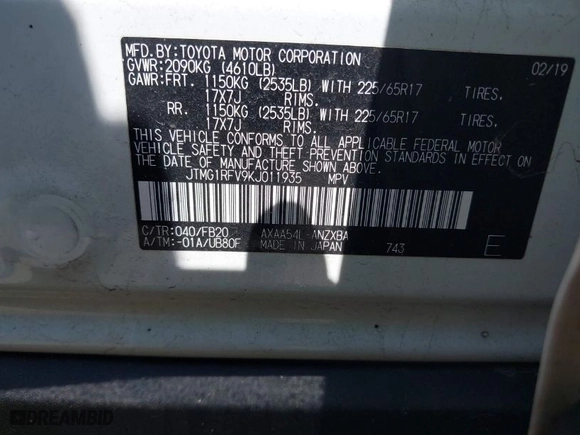 MFD.BY:TOYOTA MOTOR CORPORATION 02/19
GVWR:2090KG (4610LB)
GAWR:FRT. 1150KG (2535LB) WITH 225/65R17 TIRES.
17X7J RIMS.
RR. 1150KG (2535LB) WITH 225/65R17 TIRES.
17X7J RIMS.
THIS VEHICLE CONFORMS TO ALL APPLICABLE FEDERAL MOTOR
VEHICLE SAFETY AND THEFT PREVENTION STANDARDS IN EFFECT ON
THE DATE OF MANUFACTURE SHOWN ABOVE.
JTMG1RFV9KJ011935 MPV
C/TR:040/FB20 AXAA54L-ANZXBA
A/TM:-01A/UB80F MADE IN JAPAN 743 E
DREAMBID